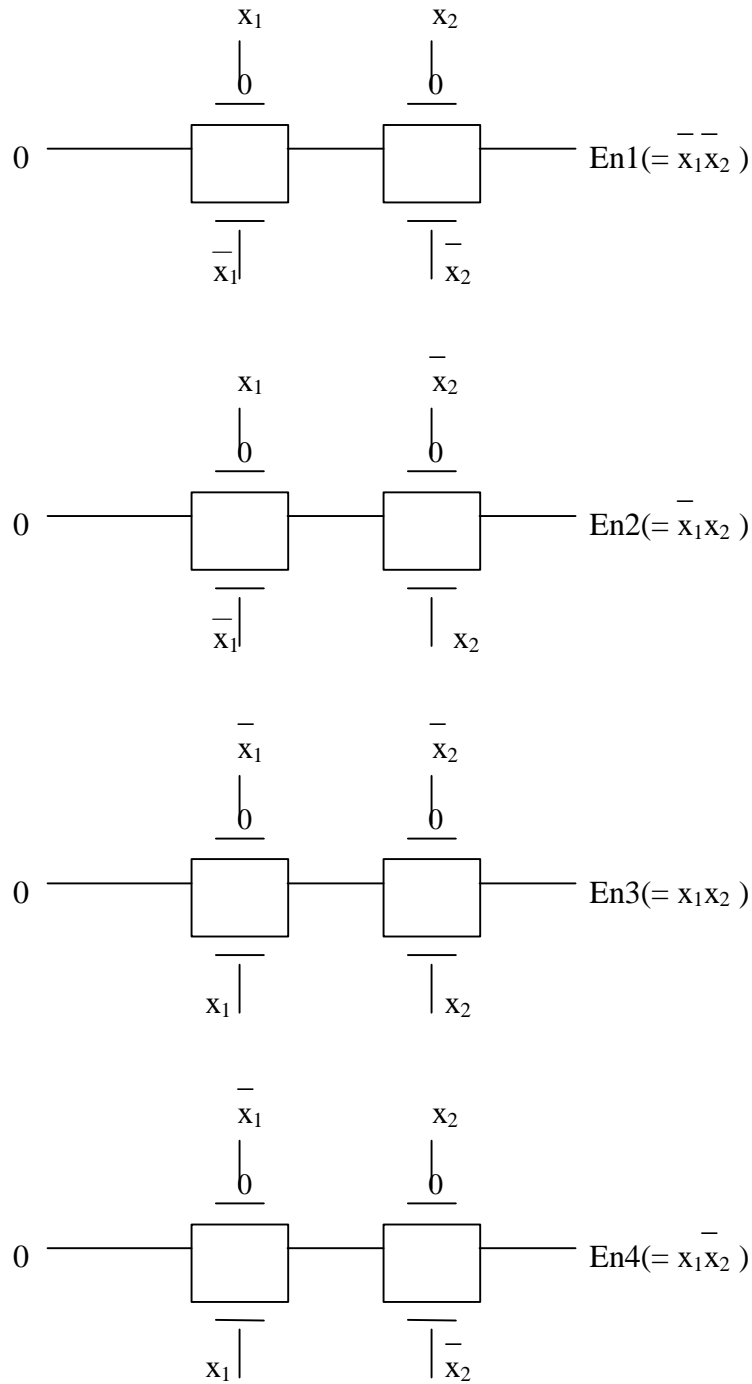 x₁ x₂
0 0
0 En1(= x̅₁x̅₂ )
x̅₁ x̅₂
x₁ x̅₂
0 0
0 En2(= x̅₁x₂ )
x̅₁ x₂
x̅₁ x̅₂
0 0
0 En3(= x₁x₂ )
x₁ x₂
x̅₁ x₂
0 0
0 En4(= x₁x̅₂ )
x₁ x̅₂